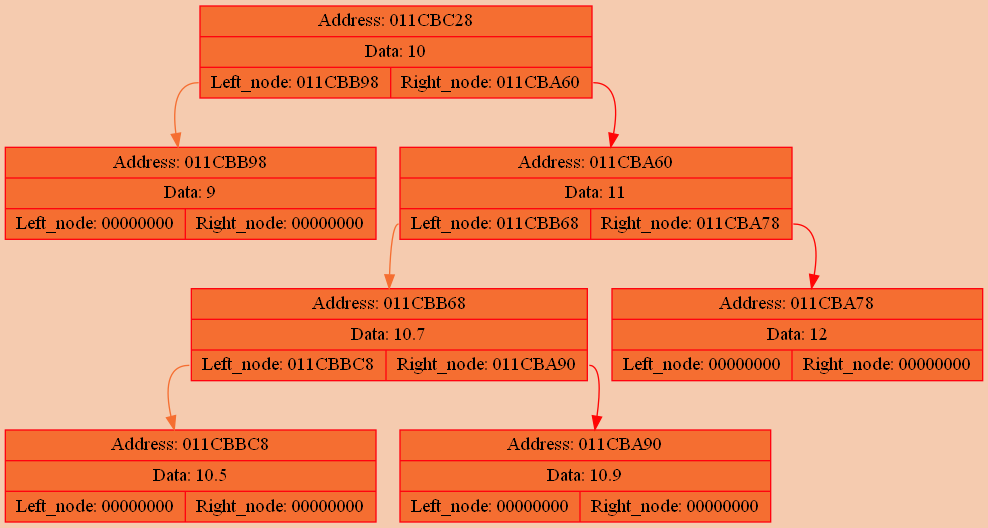 Address: 011CBC28
Data: 10
Left_node: 011CBB98 Right_node: 011CBA60
Address: 011CBB98
Data: 9
Left_node: 00000000 Right_node: 00000000
Address: 011CBA60
Data: 11
Left_node: 011CBB68 Right_node: 011CBA78
Address: 011CBB68
Data: 10.7
Left_node: 011CBBC8 Right_node: 011CBA90
Address: 011CBA78
Data: 12
Left_node: 00000000 Right_node: 00000000
Address: 011CBBC8
Data: 10.5
Left_node: 00000000 Right_node: 00000000
Address: 011CBA90
Data: 10.9
Left_node: 00000000 Right_node: 00000000